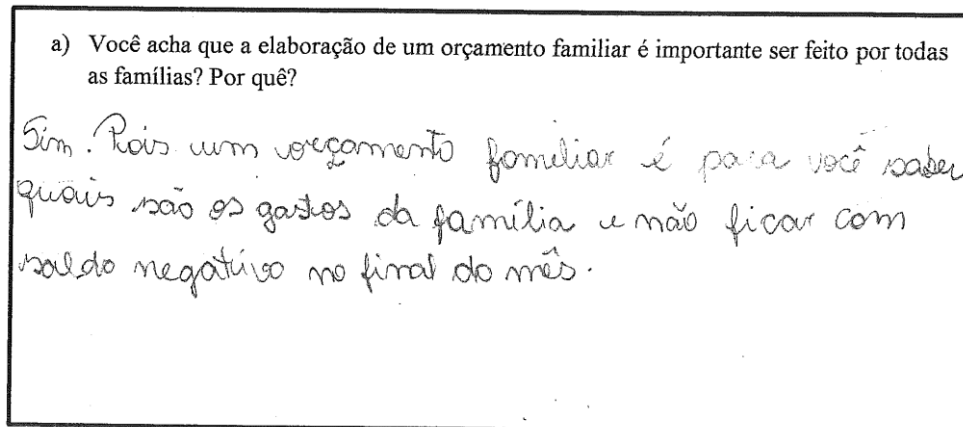 a) Você acha que a elaboração de um orçamento familiar é importante ser feito por todas
as famílias? Por quê?
Sim. Pois um orçamento familiar é para você saber
quais são os gastos da família e não ficar com
saldo negativo no final do mês.